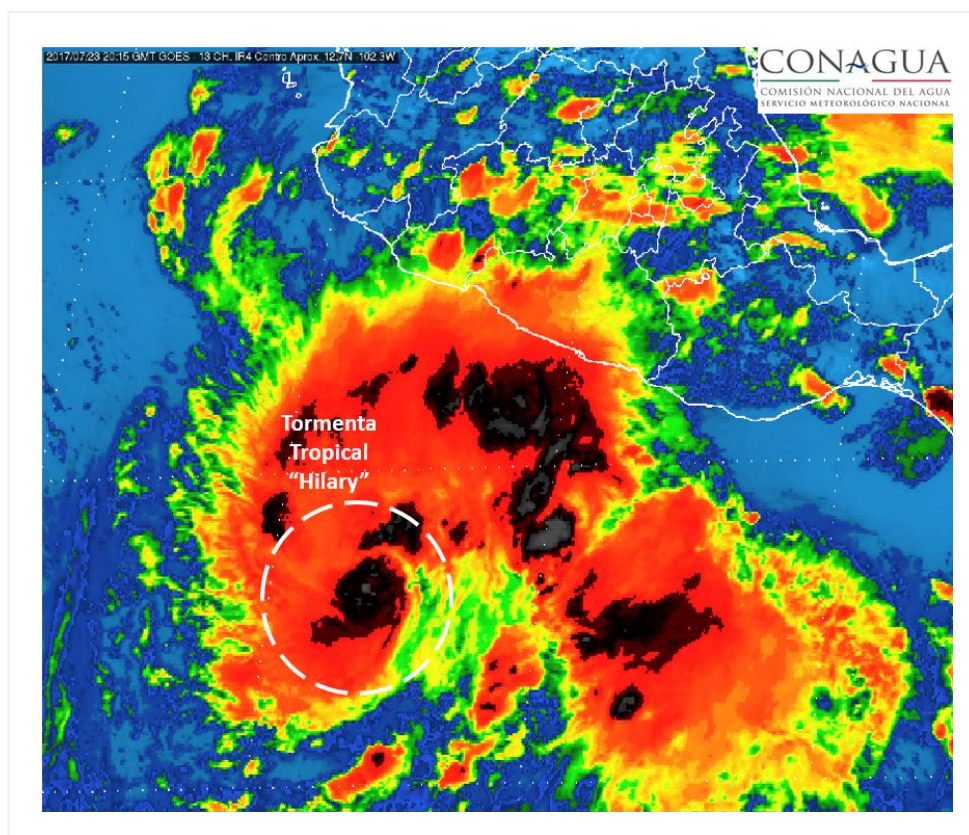 2017/07/23 20:15 GMT GOES - 13 CH. IR4 Centro Aprox. 12.7N -102.3W
CONAGUA
COMISIÓN NACIONAL DEL AGUA
SERVICIO METEOROLÓGICO NACIONAL
Tormenta
Tropical
“Hilary”